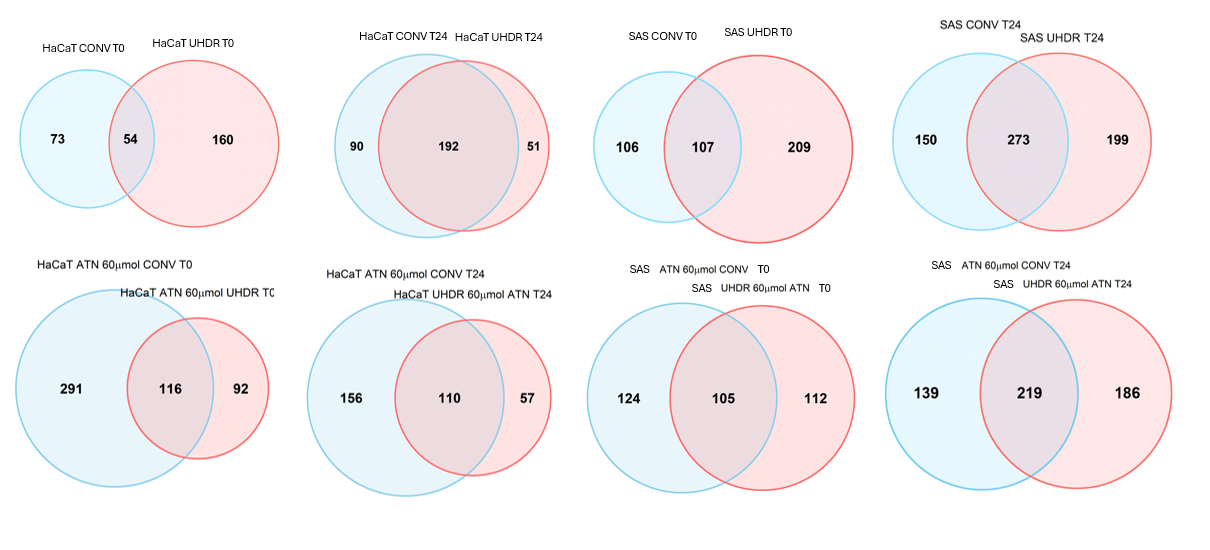 HaCaT CONV T0
HaCaT UHDR T0
73
54
160
HaCaT CONV T24
HaCaT UHDR T24
90
192
51
SAS CONV T0
SAS UHDR T0
106
107
209
SAS CONV T24
SAS UHDR T24
150
273
199
HaCaT ATN 60µmol CONV T0
HaCaT ATN 60µmol UHDR T0
291
116
92
HaCaT ATN 60µmol CONV T24
HaCaT UHDR 60µmol ATN T24
156
110
57
SAS ATN 60µmol CONV T0
SAS UHDR 60µmol ATN T0
124
105
112
SAS ATN 60µmol CONV T24
SAS UHDR 60µmol ATN T24
139
219
186